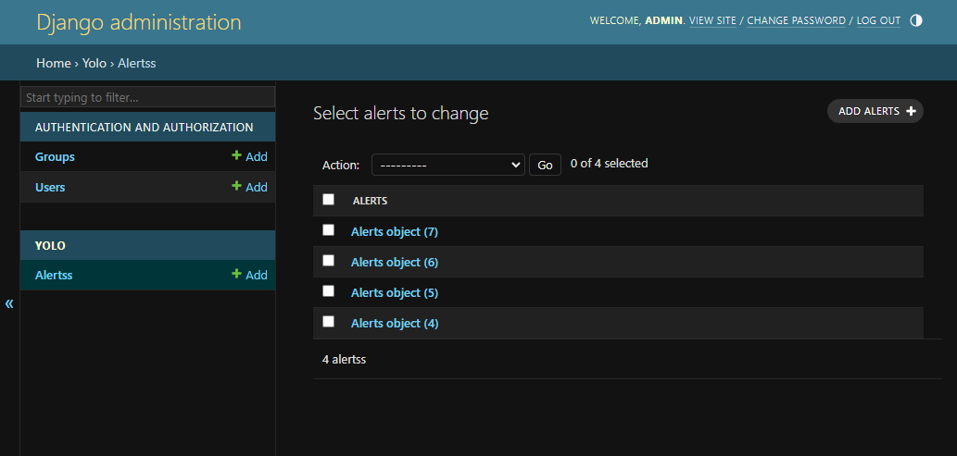 Django administration
WELCOME, ADMIN. VIEW SITE / CHANGE PASSWORD / LOG OUT
Home › Yolo › Alertss
Start typing to filter...
AUTHENTICATION AND AUTHORIZATION
Groups + Add
Users + Add
YOLO
Alertss + Add
«
Select alerts to change
ADD ALERTS +
Action: --------- Go 0 of 4 selected
ALERTS
Alerts object (7)
Alerts object (6)
Alerts object (5)
Alerts object (4)
4 alertss